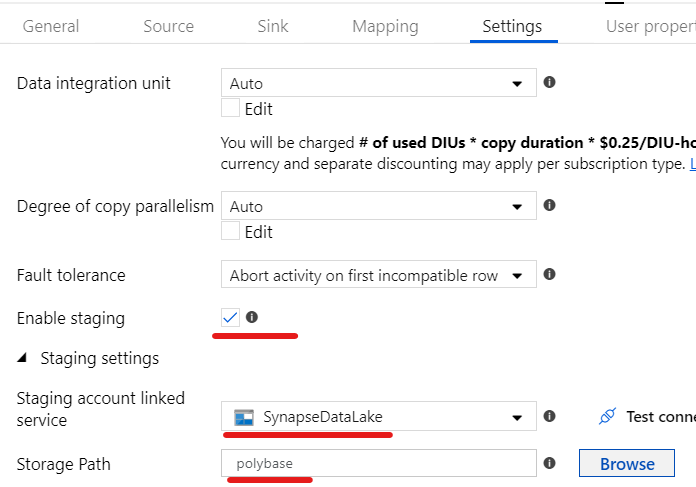 General Source Sink Mapping Settings User proper
Data integration unit Auto
Edit
You will be charged # of used DIUs * copy duration * $0.25/DIU-ho
currency and separate discounting may apply per subscription type. L
Degree of copy parallelism Auto
Edit
Fault tolerance Abort activity on first incompatible row
Enable staging
Staging settings
Staging account linked
service SynapseDataLake Test conne
Storage Path polybase Browse